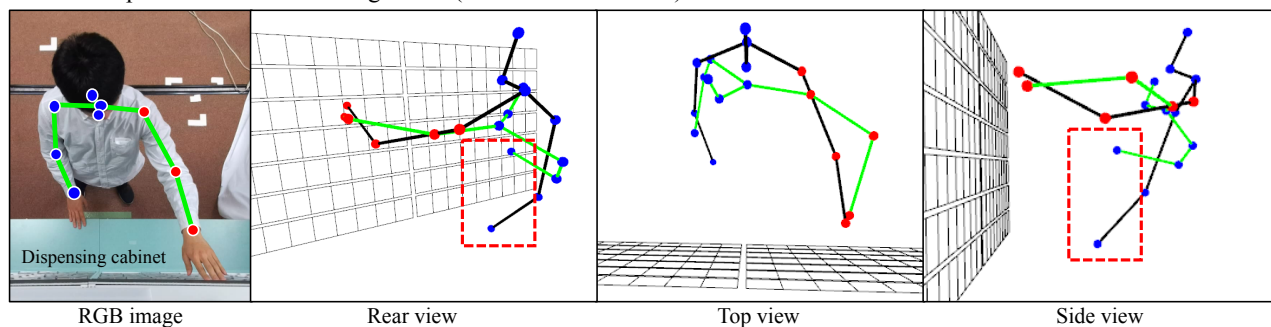 Dispensing cabinet
RGB image
Rear view
Top view
Side view